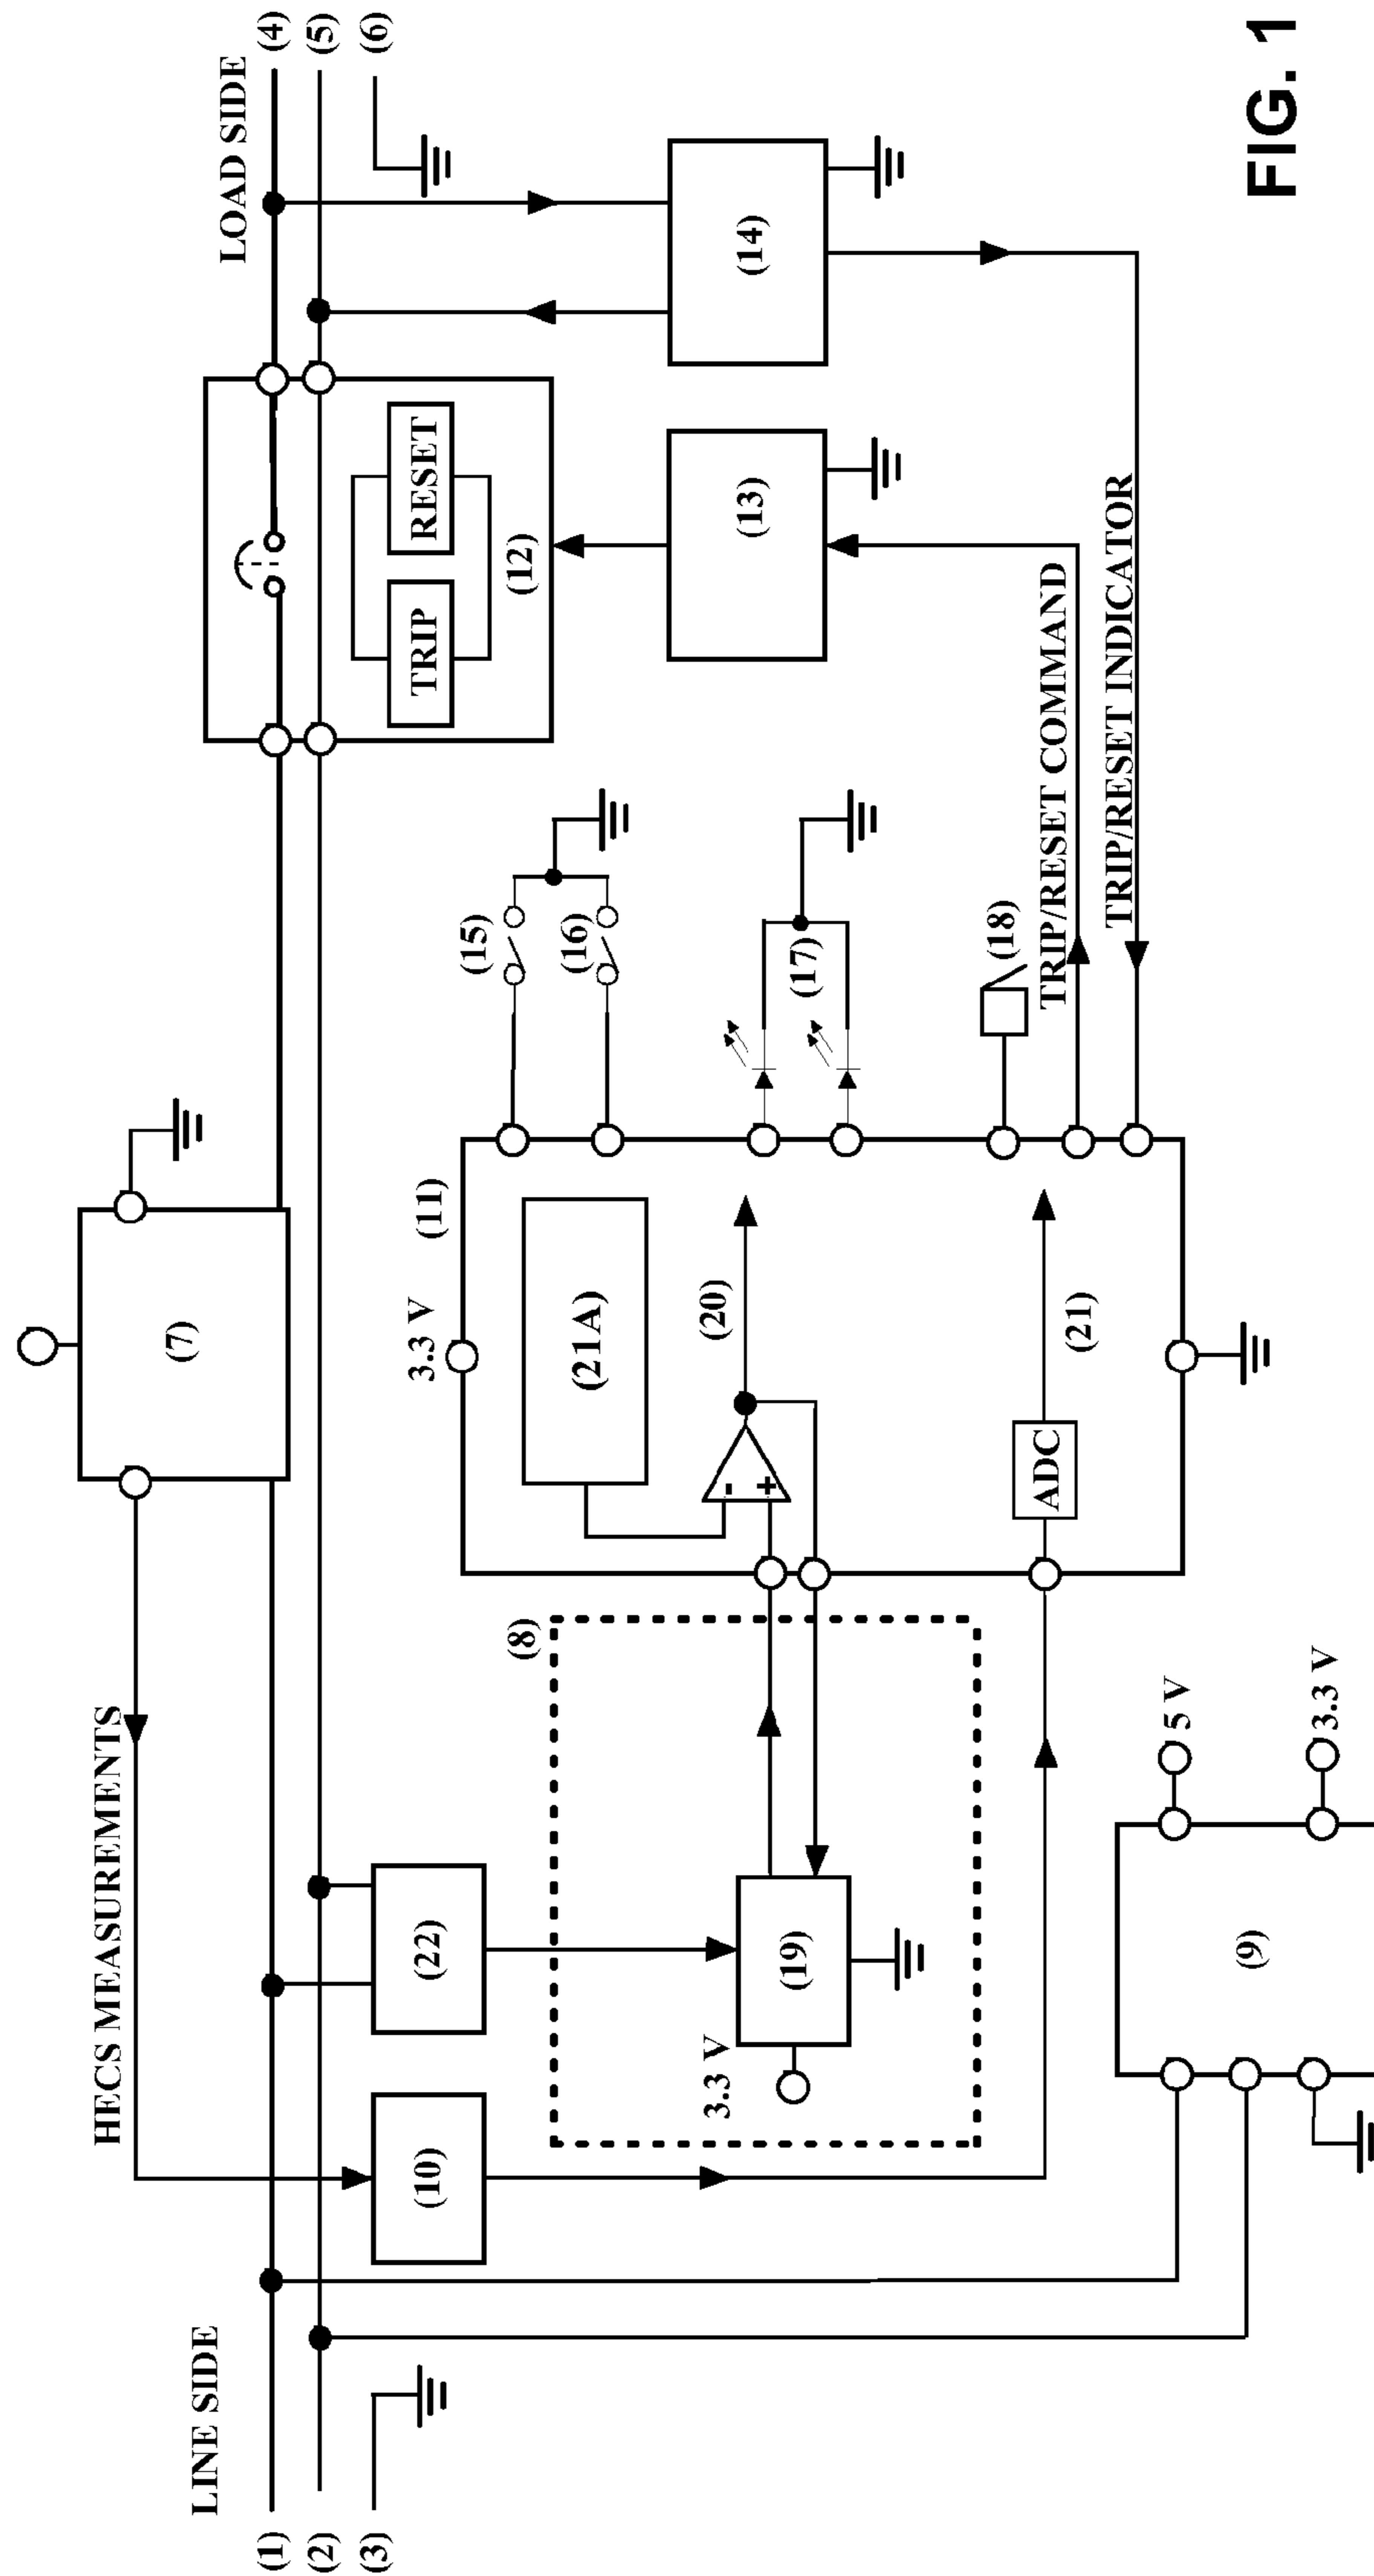 LINE SIDE
LOAD SIDE
(1)
(2)
(3)
(4)
(5)
(6)
HECS MEASUREMENTS
(7)
(10)
(22)
(8)
3.3 V
(19)
3.3 V
(11)
(21A)
-
+
(20)
ADC
(21)
(15)
(16)
(17)
(18)
TRIP
RESET
(12)
(13)
(14)
TRIP/RESET COMMAND
TRIP/RESET INDICATOR
(9)
5 V
3.3 V
FIG. 1